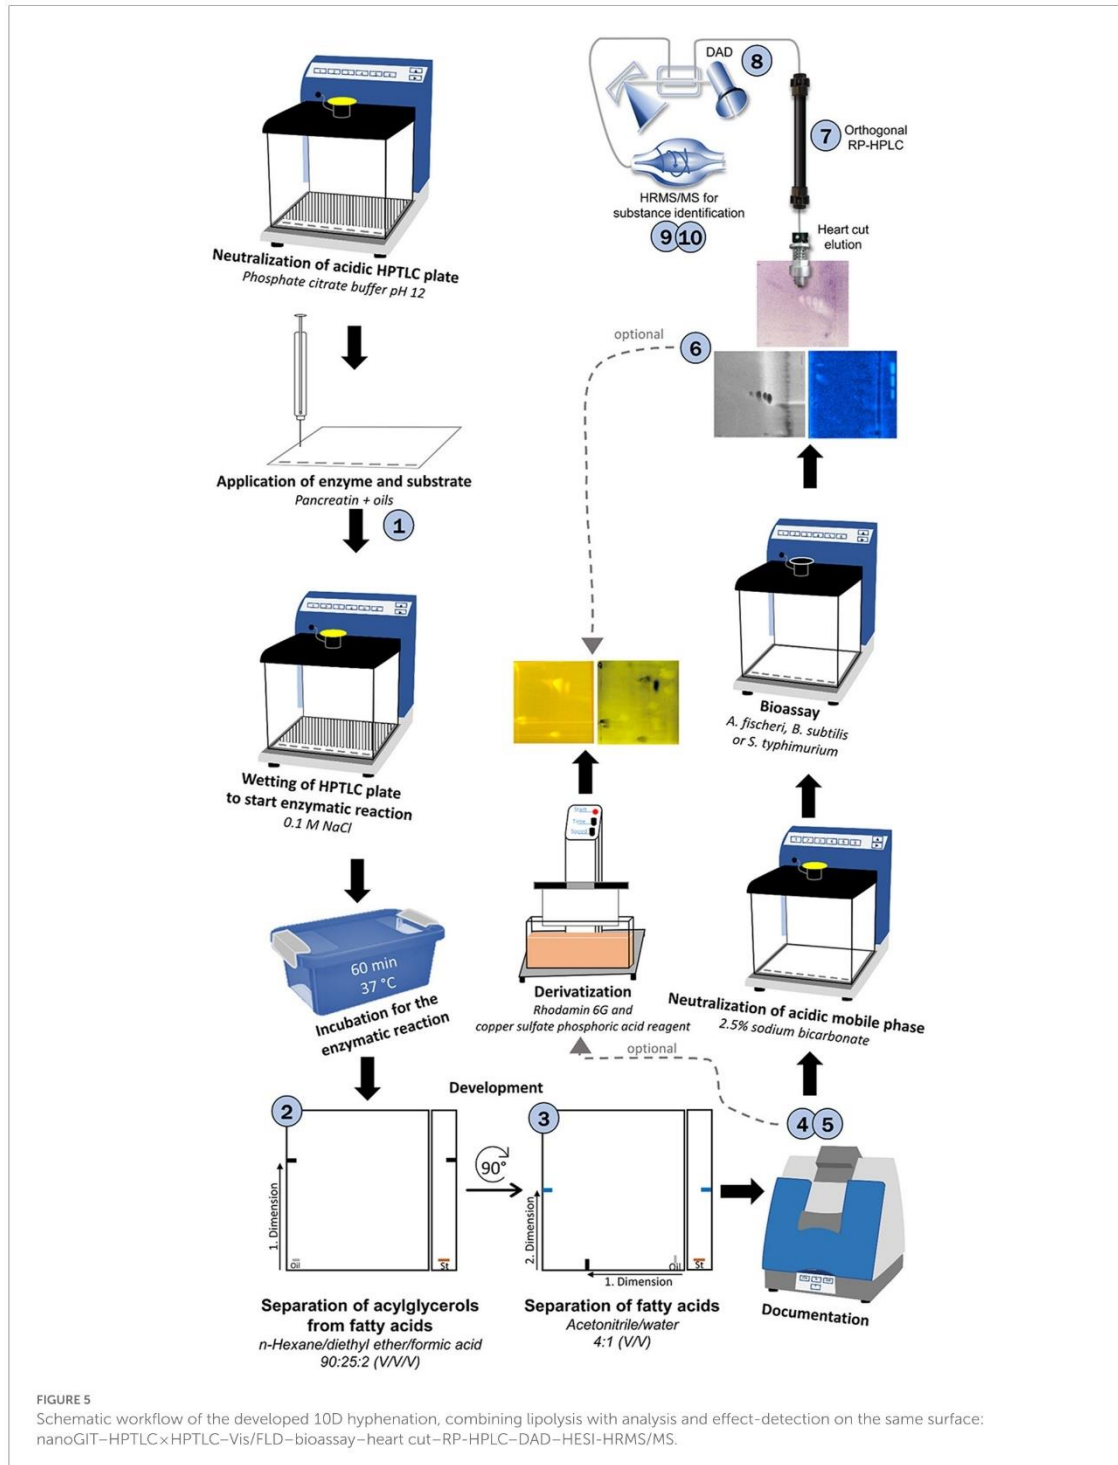 Neutralization of acidic HPTLC plate
Phosphate citrate buffer pH 12
Application of enzyme and substrate
Pancreatin + oils
1
Wetting of HPTLC plate
to start enzymatic reaction
0.1 M NaCl
60 min
37 °C
Incubation for the
enzymatic reaction
Development
2
1. Dimension
Oil
St
90°
3
2. Dimension
1. Dimension
Oil
St
Separation of acylglycerols
from fatty acids
n-Hexane/diethyl ether/formic acid
90:25:2 (V/V/V)
Separation of fatty acids
Acetonitrile/water
4:1 (V/V)
4 5
Documentation
optional
Start
Time
Speed
Derivatization
Rhodamin 6G and
copper sulfate phosphoric acid reagent
Neutralization of acidic mobile phase
2.5% sodium bicarbonate
Bioassay
A. fischeri, B. subtilis
or S. typhimurium
optional
6
Heart cut
elution
7
Orthogonal
RP-HPLC
DAD
8
HRMS/MS for
substance identification
9 10
FIGURE 5
Schematic workflow of the developed 10D hyphenation, combining lipolysis with analysis and effect-detection on the same surface:
nanoGIT–HPTLC×HPTLC–Vis/FLD–bioassay–heart cut–RP-HPLC–DAD–HESI-HRMS/MS.